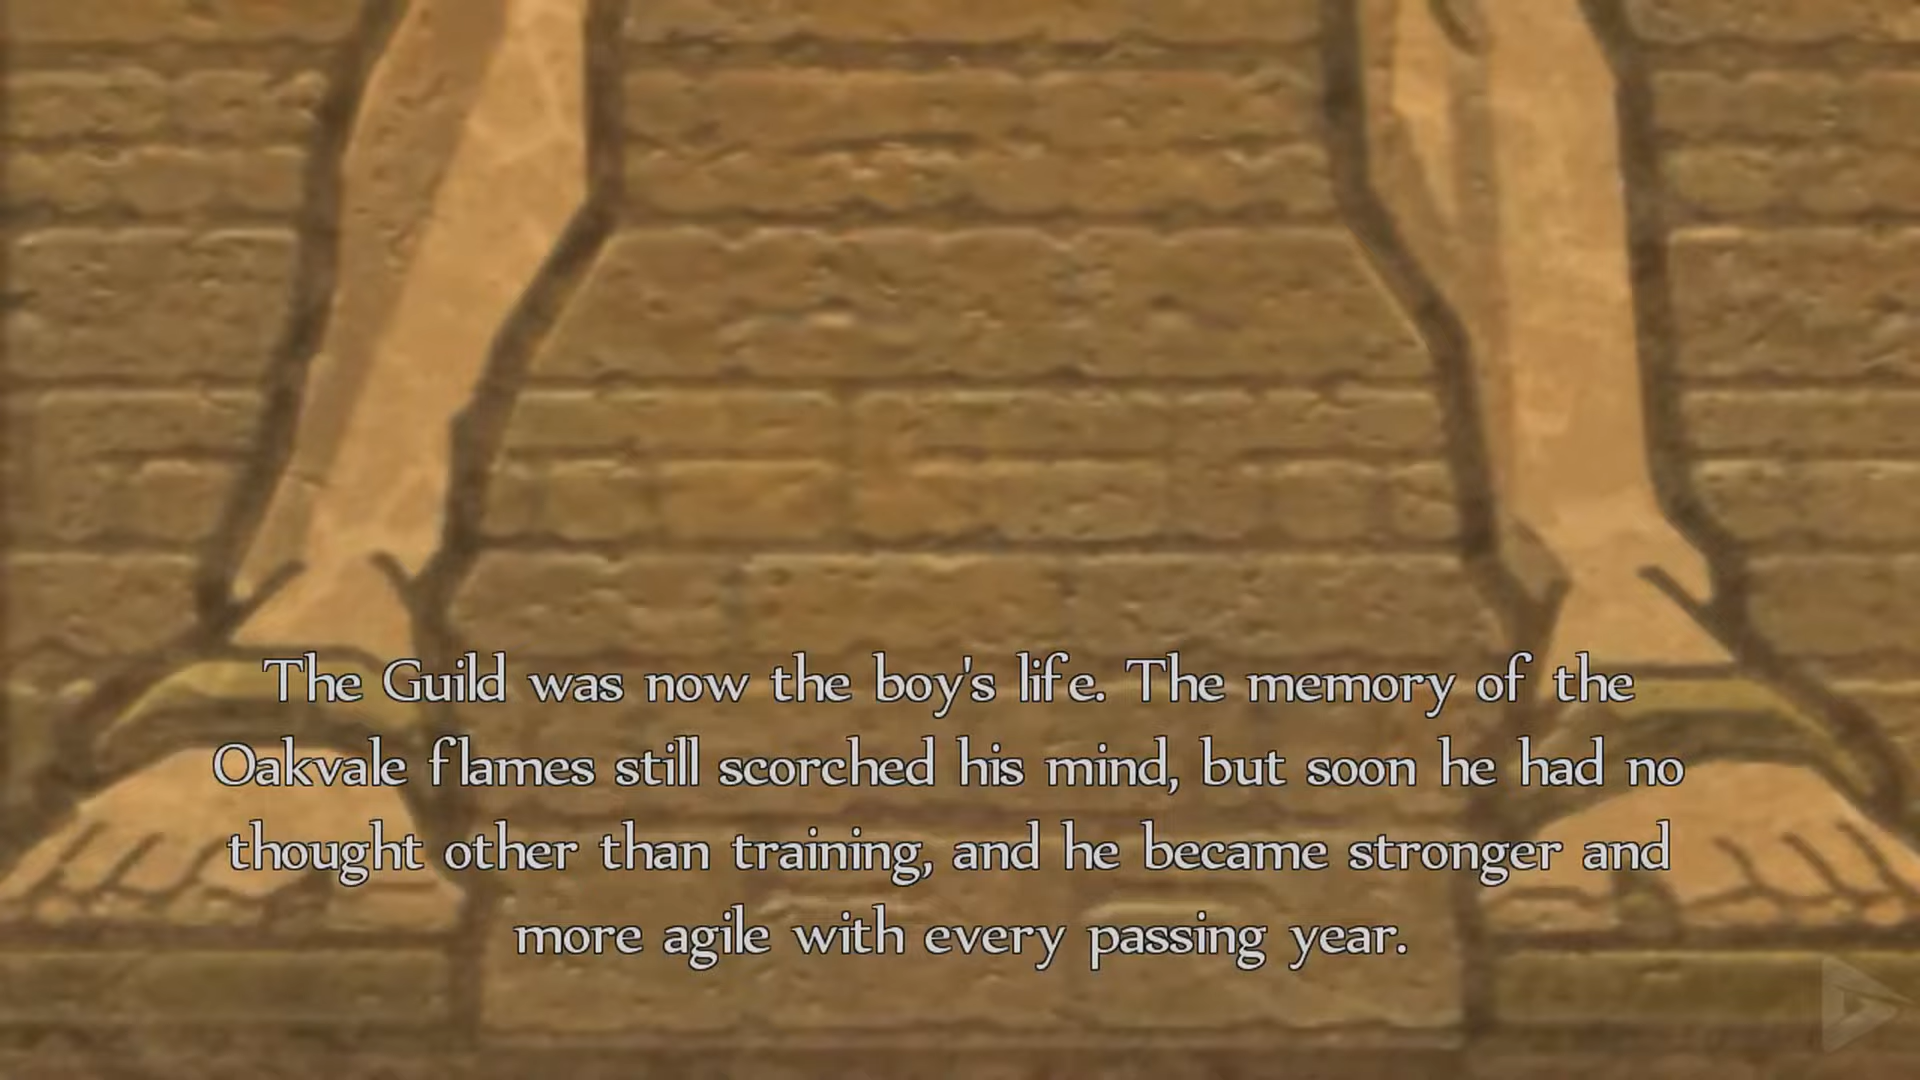 The Guild was now the boy's life. The memory of the
Oakvale flames still scorched his mind, but soon he had no
thought other than training, and he became stronger and
more agile with every passing year.